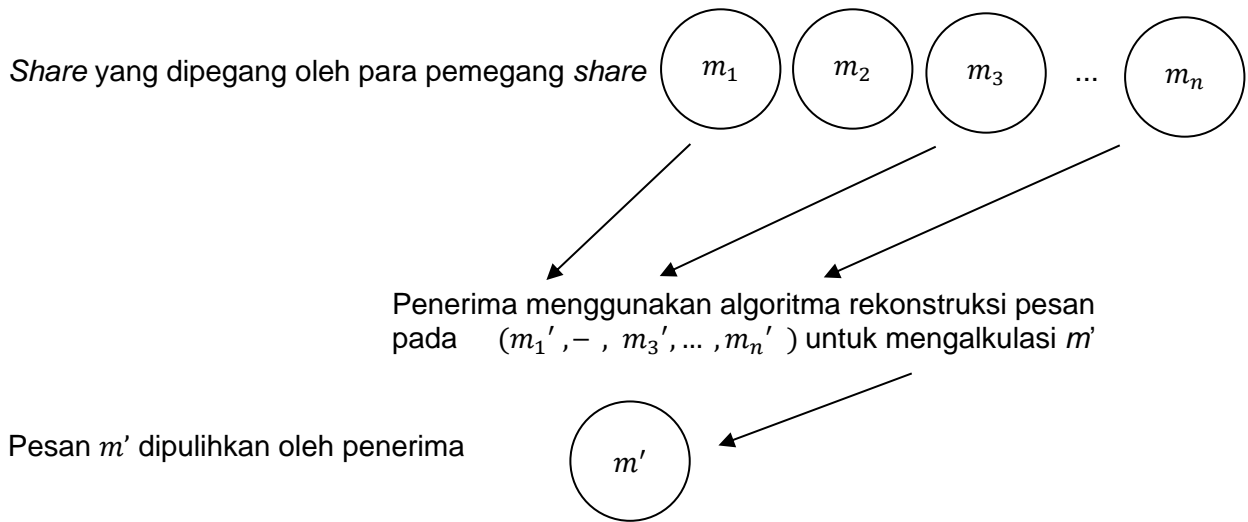 Share yang dipegang oleh para pemegang share m₁ m₂ m₃ ... mₙ
Penerima menggunakan algoritma rekonstruksi pesan
pada (m₁′ ,− , m₃′, … ,mₙ′ ) untuk mengalkulasi m’
Pesan m’ dipulihkan oleh penerima
m′